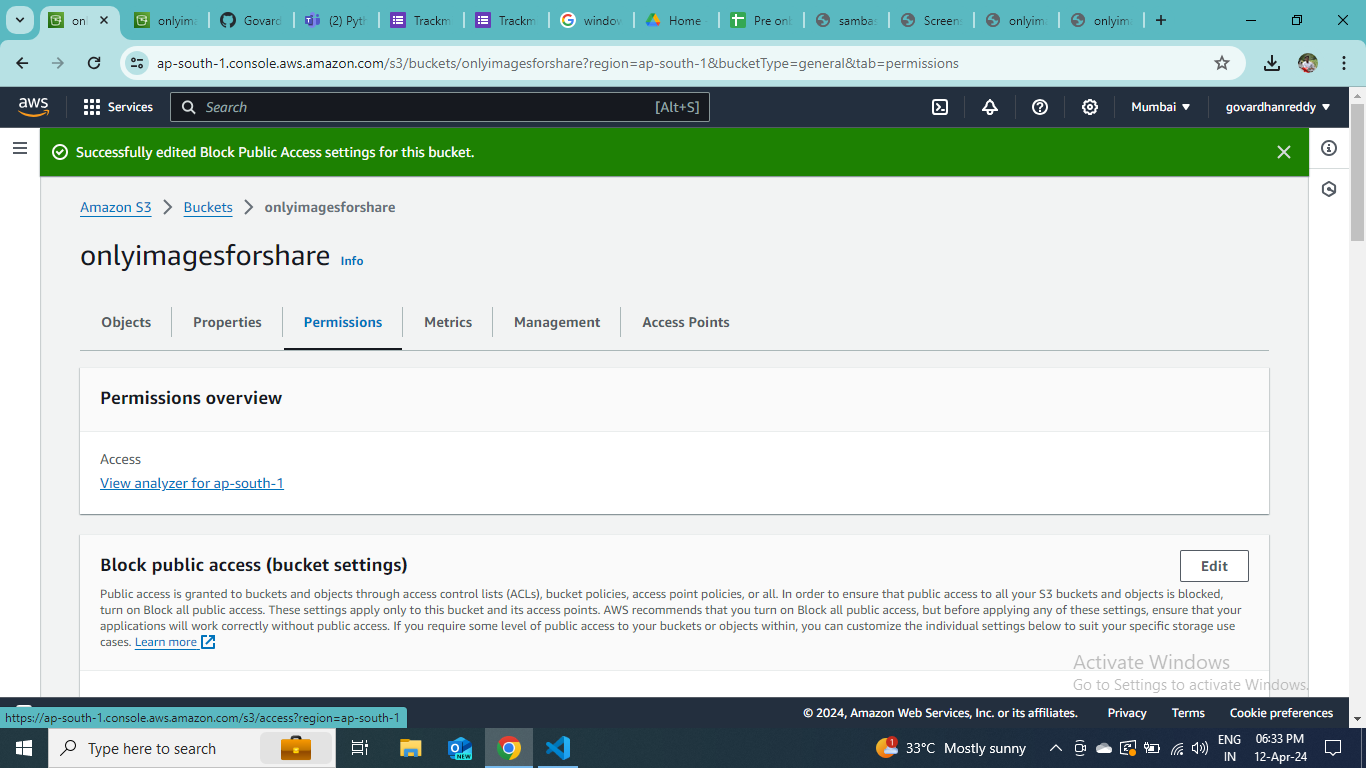 onl
onlyima
Govard
(2) Pyth
Trackm
Trackm
window
Home -
Pre onb
samba
Screen
onlyima
onlyima
ap-south-1.console.aws.amazon.com/s3/buckets/onlyimagesforshare?region=ap-south-1&bucketType=general&tab=permissions
aws
Services
Search
[Alt+S]
Mumbai
govardhanreddy
Successfully edited Block Public Access settings for this bucket.
Amazon S3 > Buckets > onlyimagesforshare
onlyimagesforshare Info
Objects
Properties
Permissions
Metrics
Management
Access Points
Permissions overview
Access
View analyzer for ap-south-1
Block public access (bucket settings)
Edit
Public access is granted to buckets and objects through access control lists (ACLs), bucket policies, access point policies, or all. In order to ensure that public access to all your S3 buckets and objects is blocked,
turn on Block all public access. These settings apply only to this bucket and its access points. AWS recommends that you turn on Block all public access, but before applying any of these settings, ensure that your
applications will work correctly without public access. If you require some level of public access to your buckets or objects within, you can customize the individual settings below to suit your specific storage use
cases. Learn more
Activate Windows
Go to Settings to activate Windows.
https://ap-south-1.console.aws.amazon.com/s3/access?region=ap-south-1
© 2024, Amazon Web Services, Inc. or its affiliates.
Privacy
Terms
Cookie preferences
Type here to search
NEW
1
33°C Mostly sunny
ENG
IN
06:33 PM
12-Apr-24